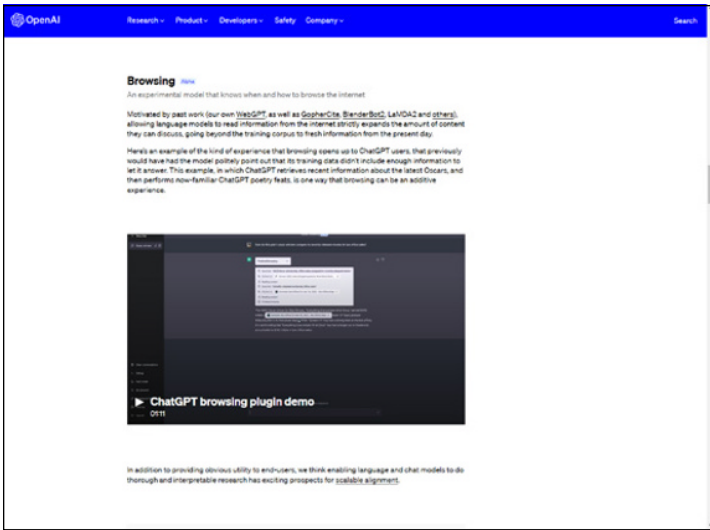 OpenAI Research Product Developers Safety Company Search
Browsing Alpha
An experimental model that knows when and how to browse the internet
Motivated by past work (our own WebGPT, as well as GopherCite, BlenderBot2, LaMDA2 and others),
allowing language models to read information from the internet strictly expands the amount of content
they can discuss, going beyond the training corpus to fresh information from the present day.
Here's an example of the kind of experience that browsing opens up to ChatGPT users, that previously
would have had the model politely point out that its training data didn't include enough information to
let it answer. This example, in which ChatGPT retrieves recent information about the latest Oscars, and
then performs now-familiar ChatGPT poetry feats, is one way that browsing can be an additive
experience.
ChatGPT browsing plugin demo
01:11
In addition to providing obvious utility to end-users, we think enabling language and chat models to do
thorough and interpretable research has exciting prospects for scalable alignment.